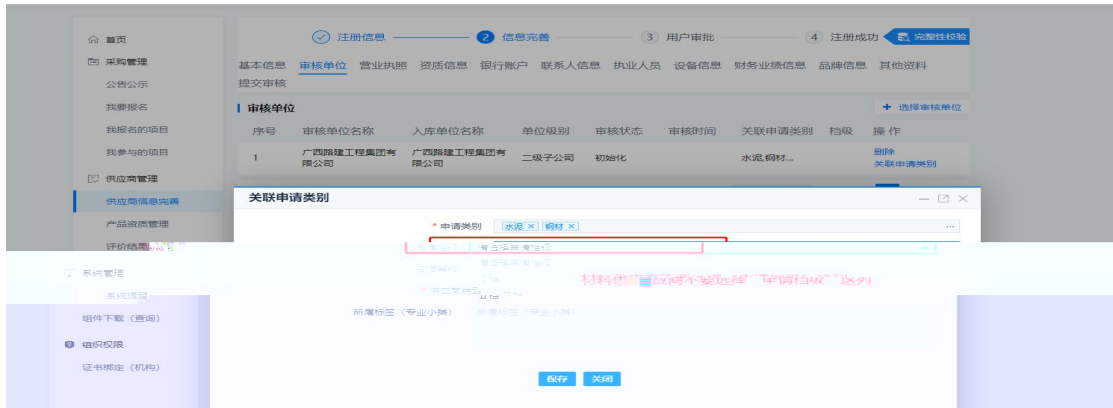 首页
采购管理
公告公示
我要报名
我报名的项目
我参与的项目
供应商管理
供应商信息完善
产品资质管理
评价结果
系统管理
系统提醒
组件下载（查询）
组织权限
证书绑定（机构）
注册信息
2 信息完善
3 用户审批
4 注册成功
完整性校验
基本信息 审核单位 营业执照 资质信息 银行账户 联系人信息 执业人员 设备信息 财务业绩信息 品牌信息 其他资料
提交审核
审核单位
+ 选择审核单位
序号 审核单位名称 入库单位名称 单位级别 审核状态 审核时间 关联申请类别 档级 操作
1 广西路建工程集团有限公司 广西路建工程集团有限公司 二级子公司 初始化 水泥,钢材... 删除
关联申请类别
关联申请类别
* 申请类别 水泥 × 钢材 × ...
所属标签（专业小类） 所属标签（专业小类）
保存 关闭